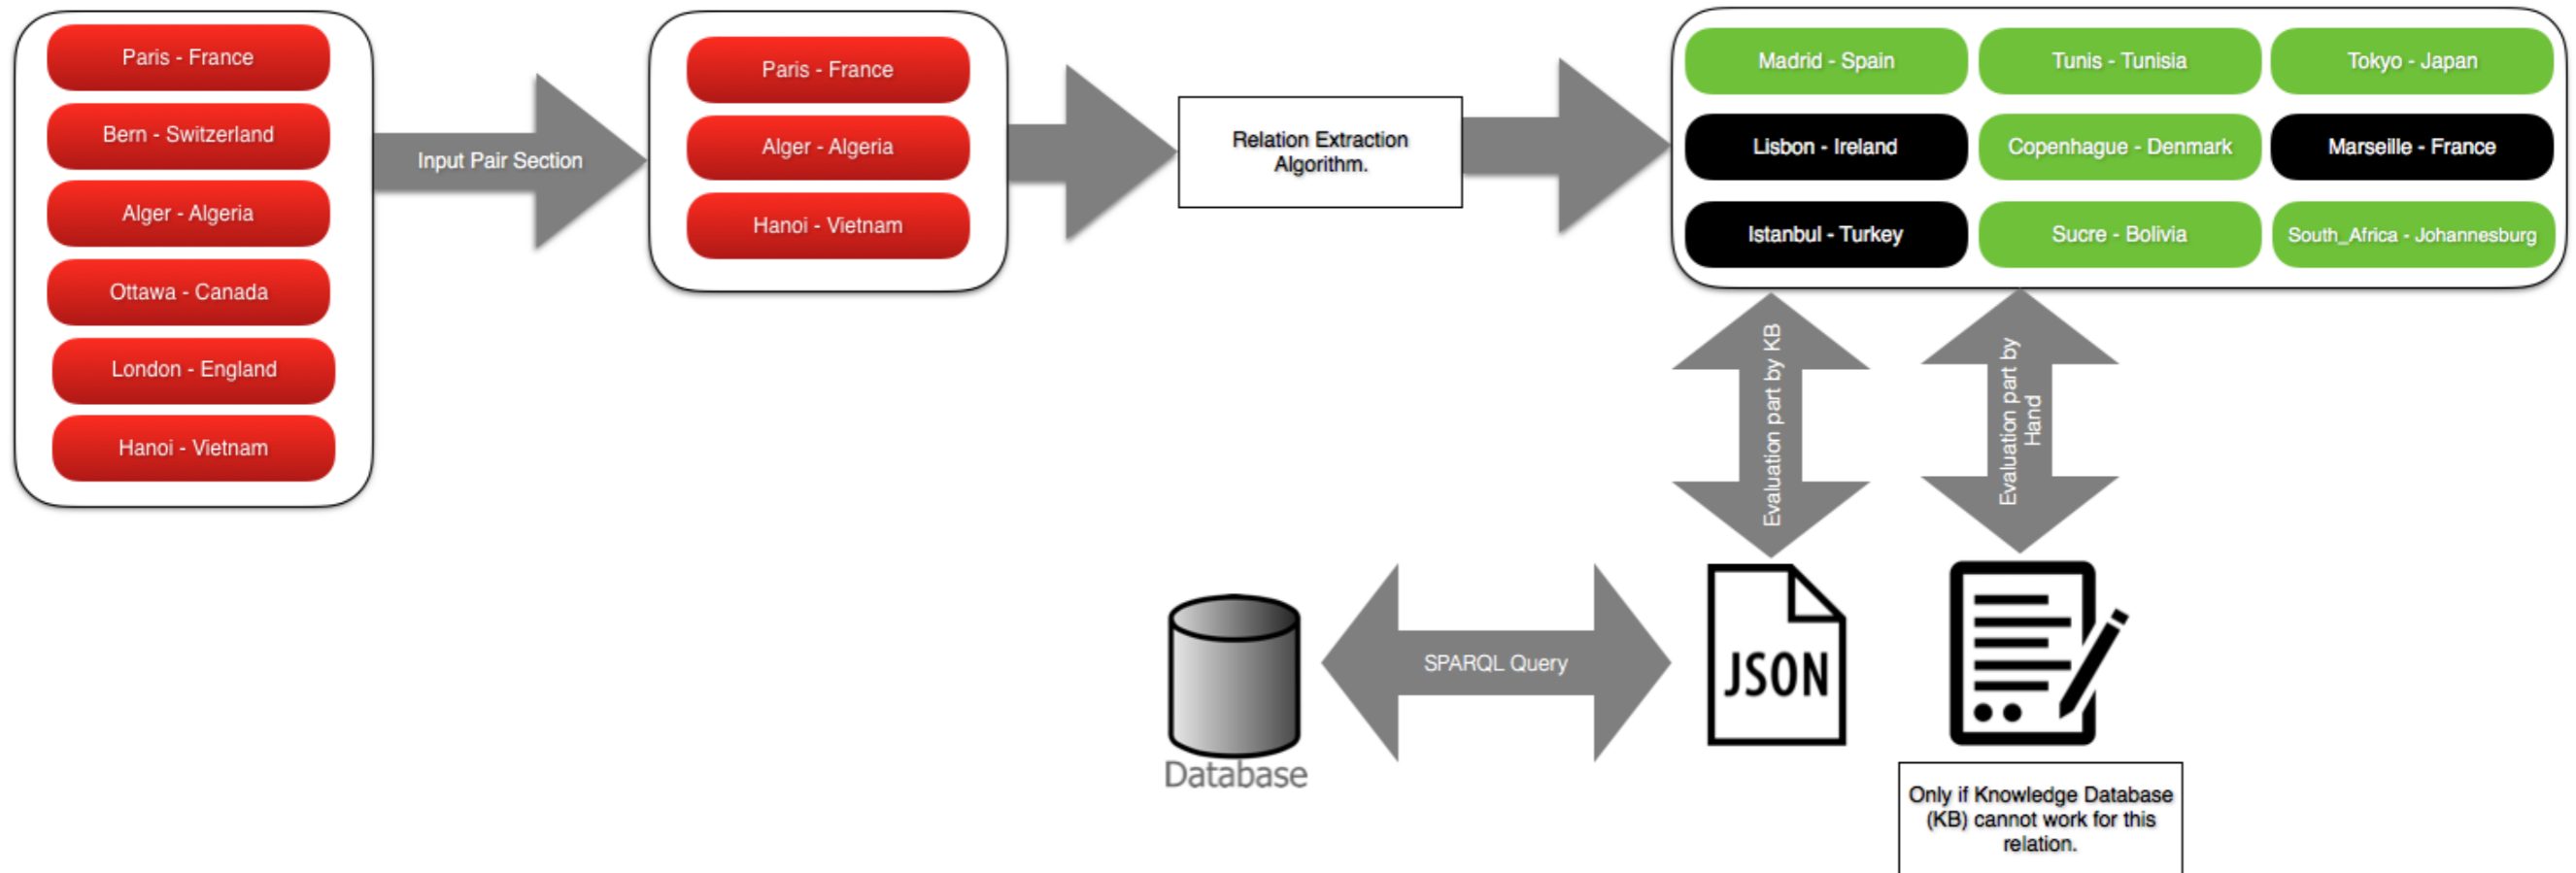 Paris - France
Bern - Switzerland
Alger - Algeria
Ottawa - Canada
London - England
Hanoi - Vietnam
Input Pair Section
Paris - France
Alger - Algeria
Hanoi - Vietnam
Relation Extraction
Algorithm.
Madrid - Spain
Tunis - Tunisia
Tokyo - Japan
Lisbon - Ireland
Copenhague - Denmark
Marseille - France
Istanbul - Turkey
Sucre - Bolivia
South_Africa - Johannesburg
Evaluation part by KB
Evaluation part by
Hand
Database
SPARQL Query
JSON
Only if Knowledge Database
(KB) cannot work for this
relation.